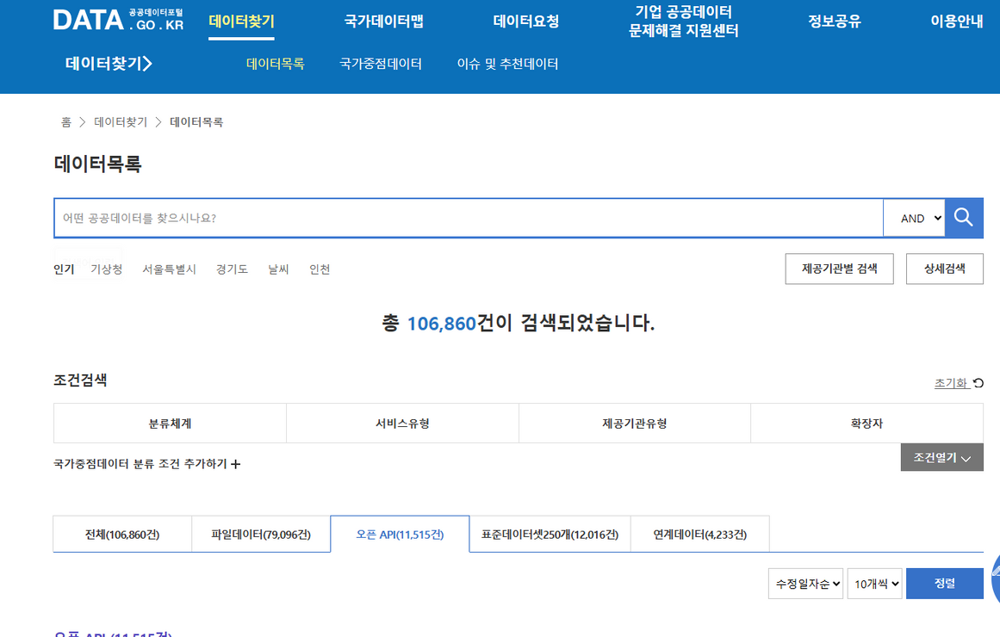 DATA 공공데이터포털 .GO.KR
데이터찾기 국가데이터맵 데이터요청 기업 공공데이터 문제해결 지원센터 정보공유 이용안내
데이터찾기 데이터목록 국가중점데이터 이슈 및 추천데이터
홈 > 데이터찾기 > 데이터목록
데이터목록
어떤 공공데이터를 찾으시나요? AND
인기 기상청 서울특별시 경기도 날씨 인천 제공기관별 검색 상세검색
총 106,860건이 검색되었습니다.
조건검색 초기화
분류체계 서비스유형 제공기관유형 확장자
국가중점데이터 분류 조건 추가하기 + 조건열기
전체(106,860건) 파일데이터(79,096건) 오픈 API(11,515건) 표준데이터셋250개(12,016건) 연계데이터(4,233건)
수정일자순 10개씩 정렬
오픈 API (11,515건)